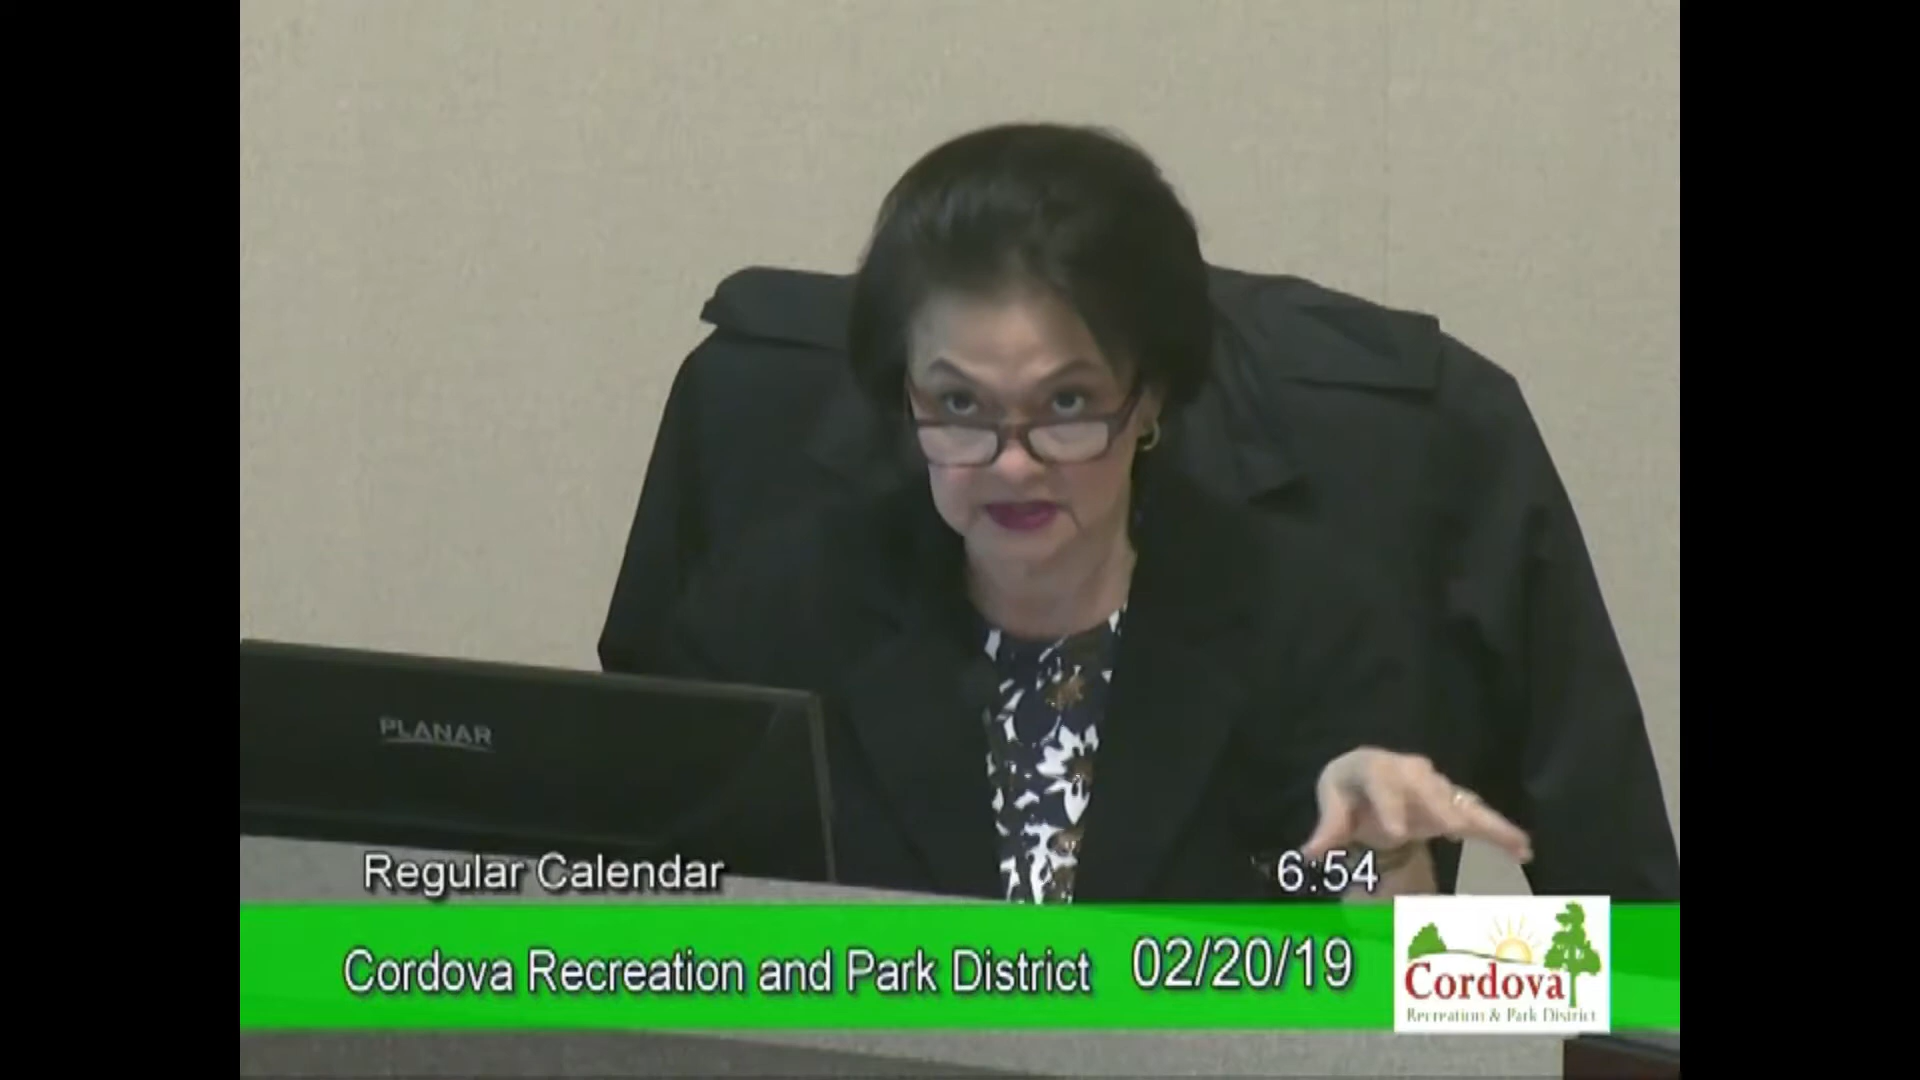 PLANAR
Regular Calendar
6:54
Cordova Recreation and Park District
02/20/19
Cordova
Recreation & Park District